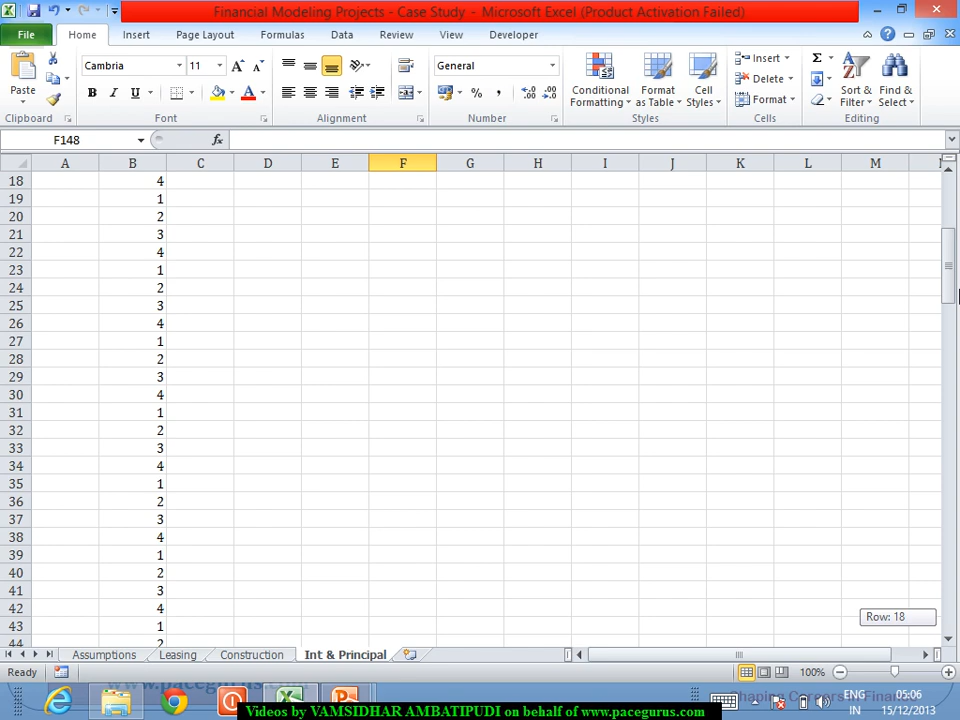 Financial Modeling Projects - Case Study - Microsoft Excel (Product Activation Failed)
File Home Insert Page Layout Formulas Data Review View Developer
Cambria 11 General Insert Σ
Paste Conditional Formatting Format as Table Cell Styles Delete Format Sort & Filter Find & Select
Clipboard Font Alignment Number Styles Cells Editing
F148 fx
A B C D E F G H I J K L M
18 4
19 1
20 2
21 3
22 4
23 1
24 2
25 3
26 4
27 1
28 2
29 3
30 4
31 1
32 2
33 3
34 4
35 1
36 2
37 3
38 4
39 1
40 2
41 3
42 4
43 1
44 2
Row: 18
Assumptions Leasing Construction Int & Principal
Ready 100%
ENG 05:06
IN 15/12/2013
www.pacegurus.com
Shaping Careers
Videos by VAMSIDHAR AMBATIPUDI on behalf of www.pacegurus.com